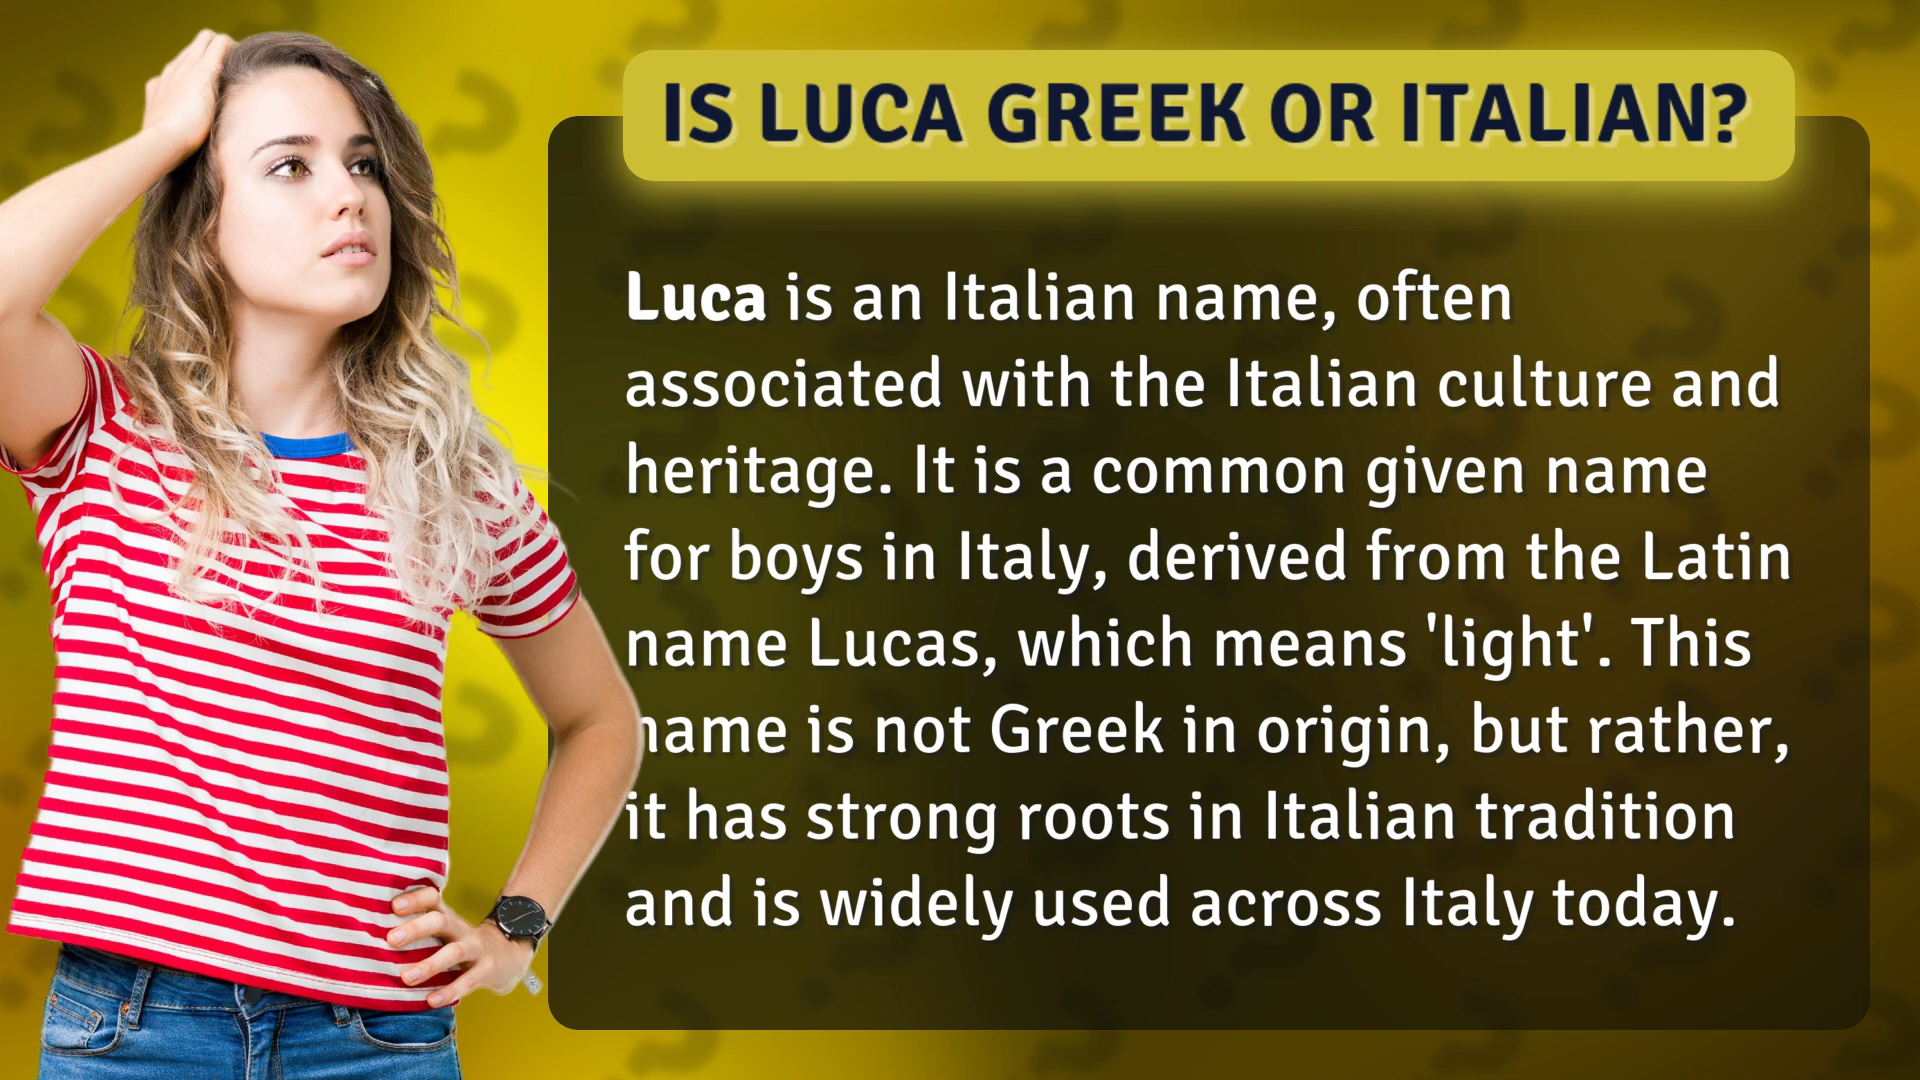 IS LUCA GREEK OR ITALIAN?
Luca is an Italian name, often
associated with the Italian culture and
heritage. It is a common given name
for boys in Italy, derived from the Latin
name Lucas, which means 'light'. This
name is not Greek in origin, but rather,
it has strong roots in Italian tradition
and is widely used across Italy today.